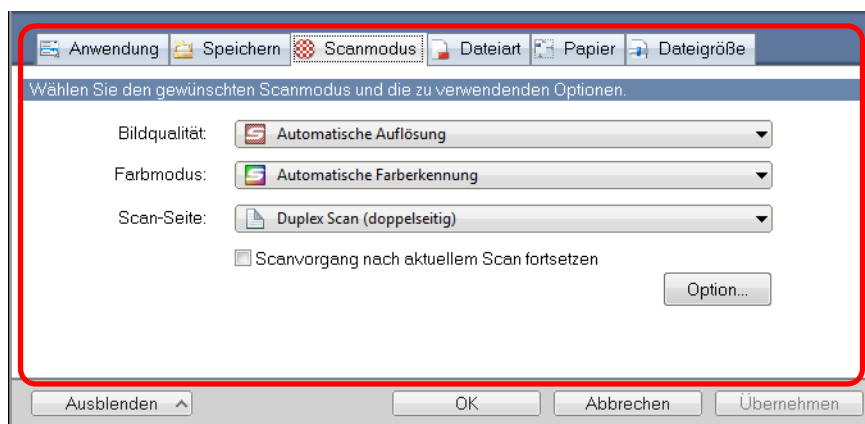 Anwendung Speichern Scanmodus Dateiart Papier Dateigröße
Wählen Sie den gewünschten Scanmodus und die zu verwendenden Optionen.
Bildqualität: Automatische Auflösung
Farbmodus: Automatische Farberkennung
Scan-Seite: Duplex Scan (doppelseitig)
Scanvorgang nach aktuellem Scan fortsetzen
Option...
Ausblenden OK Abbrechen Übernehmen